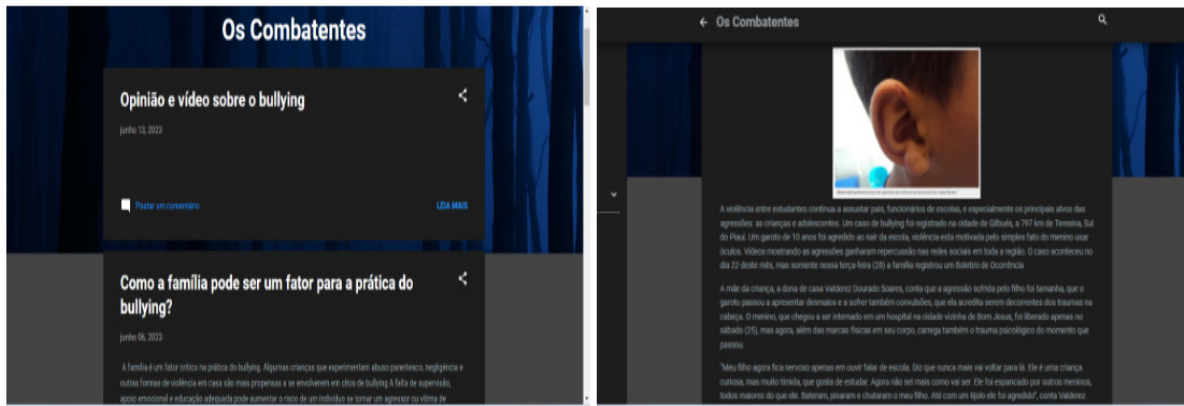 Os Combatentes
Opinião e vídeo sobre o bullying
junho 13, 2023
Postar um comentário
LEIA MAIS
Como a família pode ser um fator para a prática do
bullying?
junho 06, 2023
A família é um fator crítico na prática do bullying. Algumas crianças que experimentam abuso parentesco, negligência e
outras formas de violência em casa são mais propensas a se envolverem em citos de bullying A falta de supervisão,
apoio emocional e educação adequada pode aumentar o risco de um indivíduo se tornar um agressor ou vítima de
Os Combatentes
A violência entre estudantes continua a assustar pais, funcionários de escolas, e especialmente os principais alvos das
agressões: as crianças e adolescentes. Um caso de bullying foi registrado na cidade de Gilbués, a 797 km de Teresina, Sul
do Piauí. Um garoto de 10 anos foi agredido ao sair da escola, violência esta motivada pelo simples fato do menino usar
óculos. Vídeos mostrando as agressões ganharam repercussão nas redes sociais em toda a região. O caso aconteceu no
dia 22 deste mês, mas somente nessa terça-feira (28) a família registrou um Boletim de Ocorrência
A mãe da criança, a dona de casa Valderez Dourado Soares, conta que a agressão sofrida pelo filho foi tamanha, que o
garoto passou a apresentar desmaios e a sofrer também convulsões, que ela acredita serem decorrentes dos traumas na
cabeça. O menino, que chegou a ser internado em um hospital na cidade vizinha de Bom Jesus, foi liberado apenas no
sábado (25), mas agora, além das marcas físicas em seu corpo, carrega também o trauma psicológico do momento que
passou.
"Meu filho agora fica nervoso apenas em ouvir falar de escola. Diz que nunca mais vai voltar para lá. Ele é uma criança
curiosa, mas muito tímida, que gosta de estudar. Agora não sei mais como vai ser. Ele foi espancado por outros meninos,
todos maiores do que ele. Bateram, pisaram e chutaram o meu filho. Até com um tijolo ele foi agredido", conta Valderez.